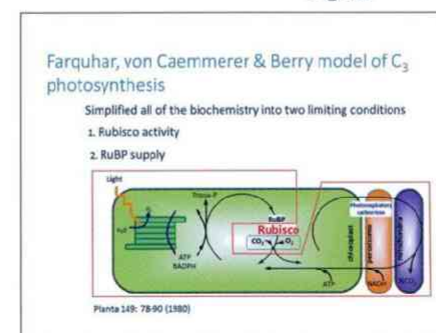 Farquhar, von Caemmerer & Berry model of C₃
photosynthesis
Simplified all of the biochemistry into two limiting conditions
1. Rubisco activity
2. RuBP supply
Light
Triose-P
RuBP
Rubisco
CO₂
O₂
ATP
NADPH
Photorespiratory
chloroplast
peroxisome
mitochondria
ATP
NADH
Planta 149: 78-90 (1980)